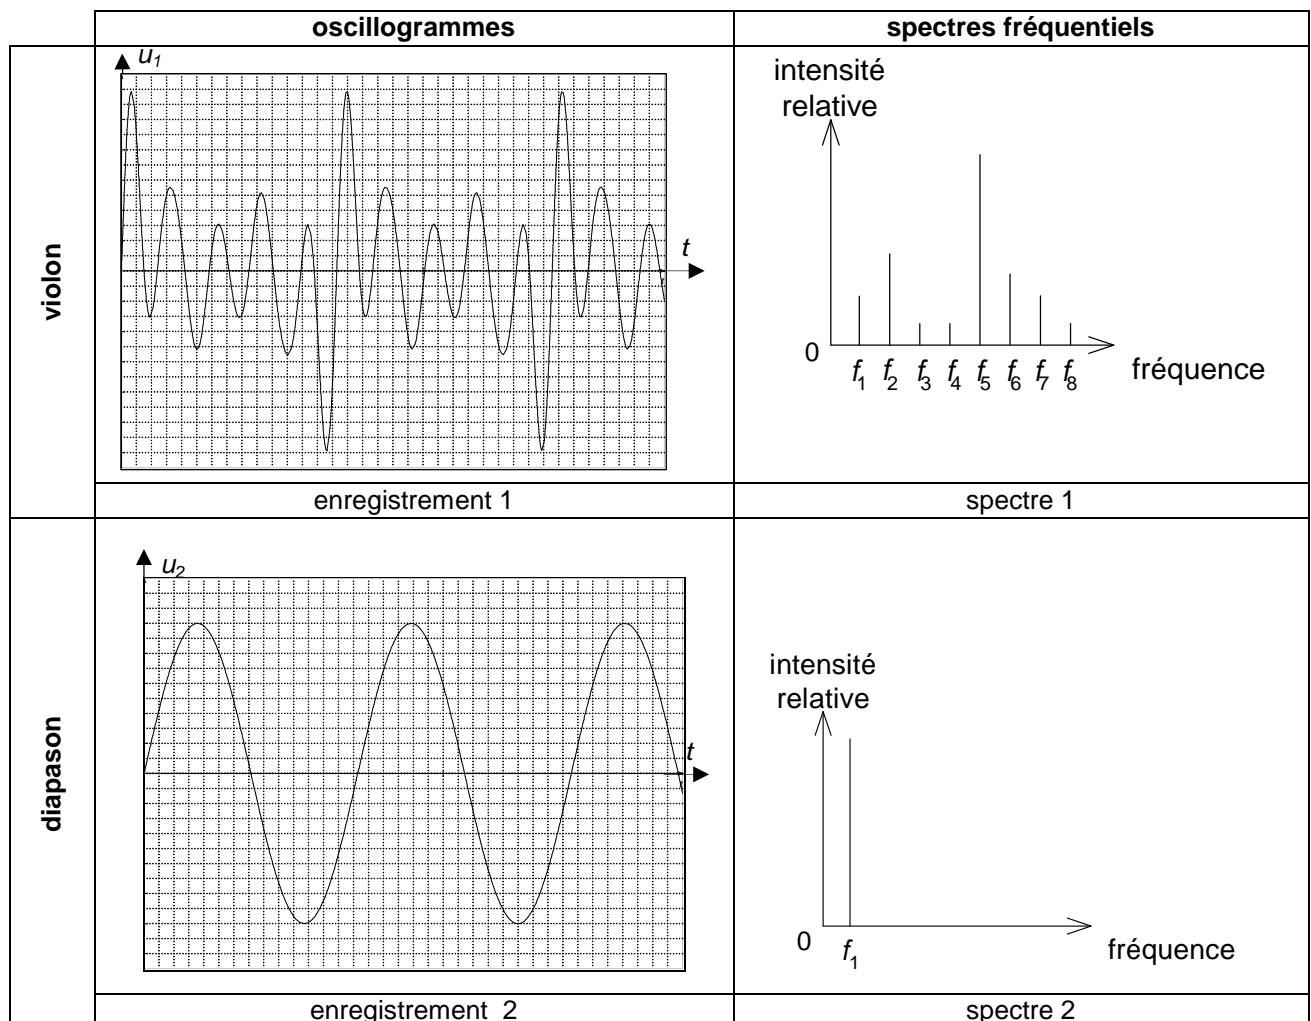 oscillogrammes
spectres fréquentiels
violon
u1
t
intensité
relative
0
f1 f2 f3 f4 f5 f6 f7 f8
fréquence
enregistrement 1
spectre 1
diapason
u2
t
intensité
relative
0
f1
fréquence
enregistrement 2
spectre 2